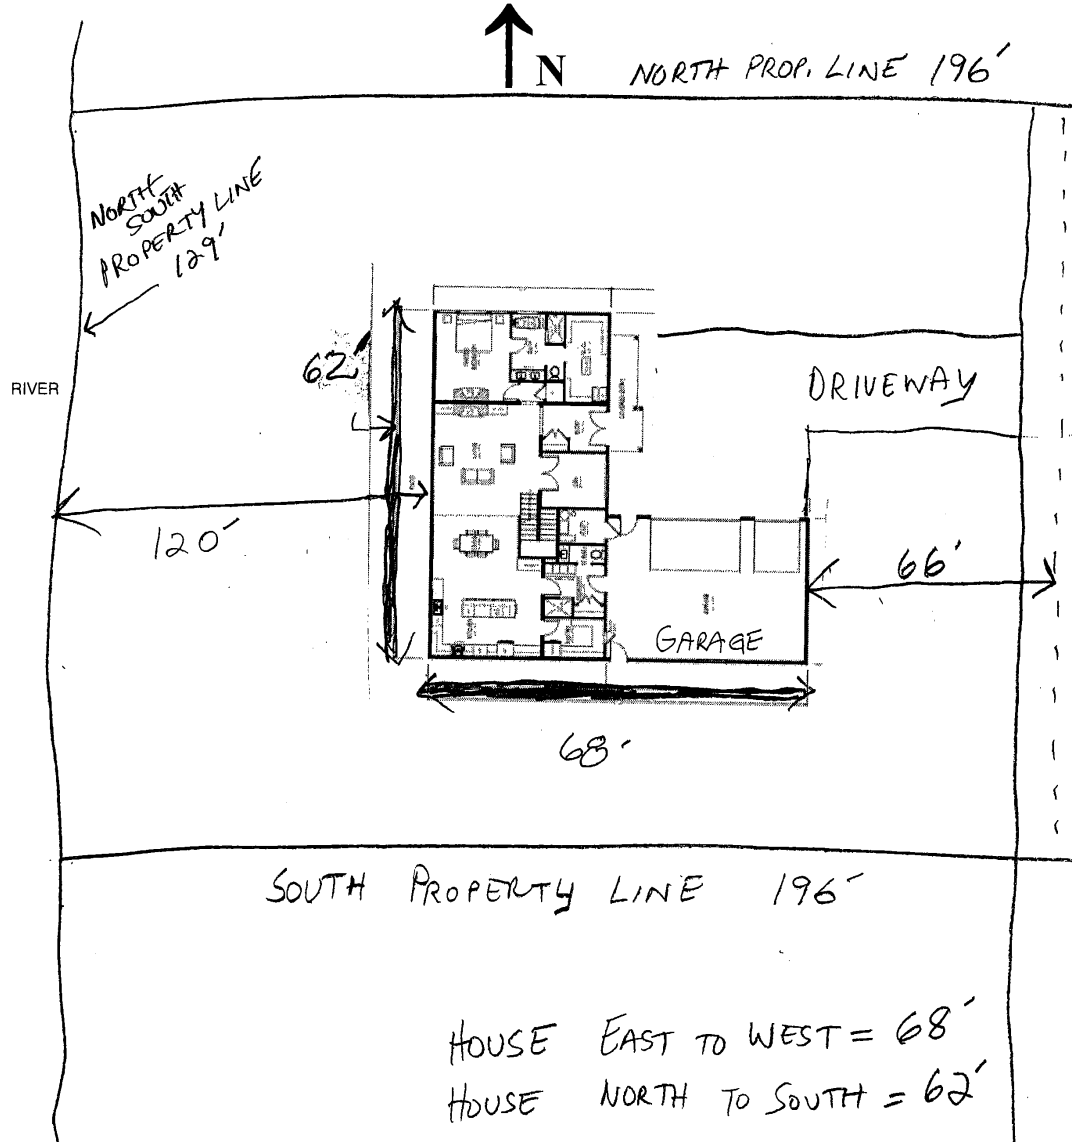 N
NORTH PROP. LINE 196'
NORTH
SOUTH
PROPERTY LINE
129'
62'
RIVER
DRIVEWAY
120'
66'
GARAGE
68'
SOUTH PROPERTY LINE 196'
HOUSE EAST TO WEST = 68'
HOUSE NORTH TO SOUTH = 62'